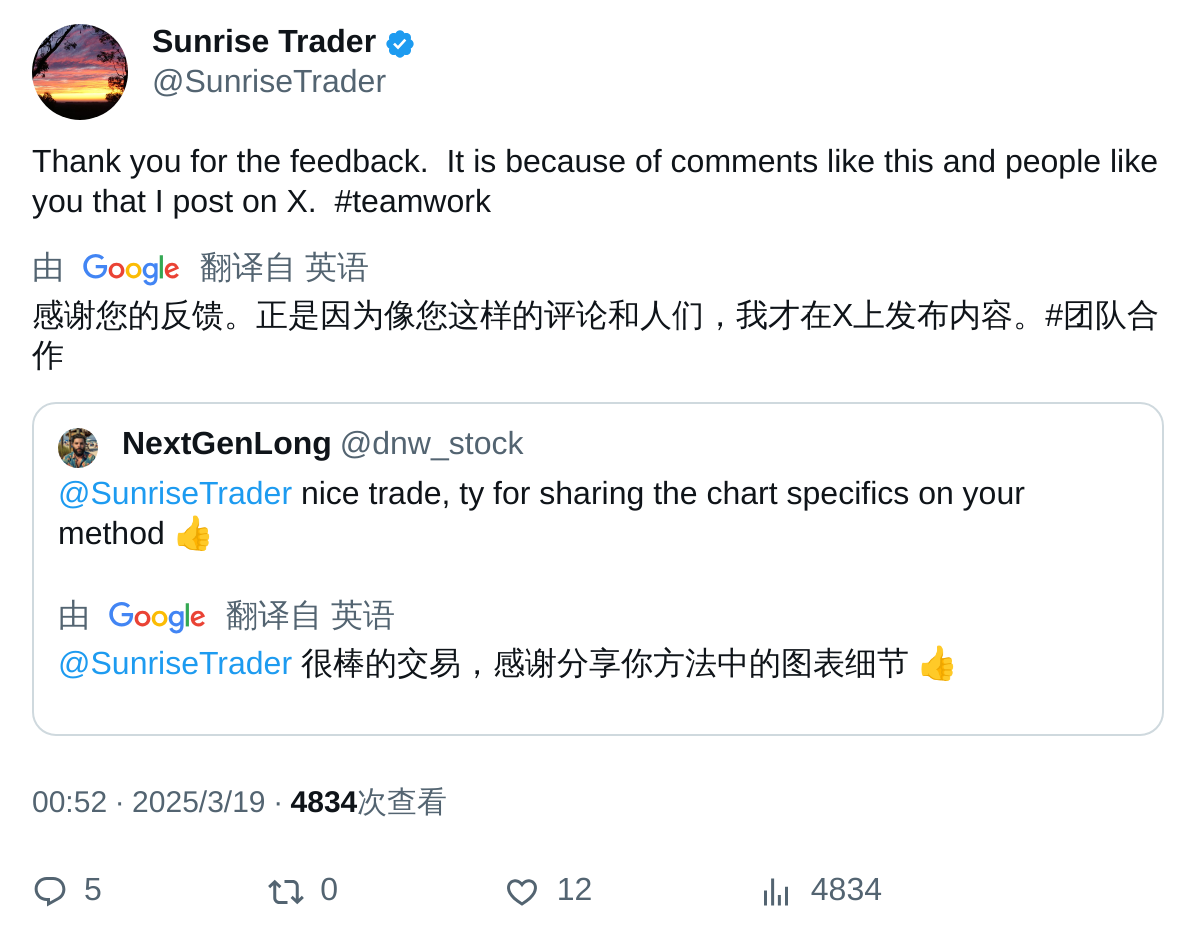 Sunrise Trader
@SunriseTrader
Thank you for the feedback.  It is because of comments like this and people like
you that I post on X.  #teamwork
由 Google 翻译自 英语
感谢您的反馈。正是因为像您这样的评论和人们，我才在X上发布内容。#团队合
作
NextGenLong @dnw_stock
@SunriseTrader nice trade, ty for sharing the chart specifics on your
method 👍
由 Google 翻译自 英语
@SunriseTrader 很棒的交易，感谢分享你方法中的图表细节 👍
00:52 · 2025/3/19 · 4834次查看
5 0 12 4834